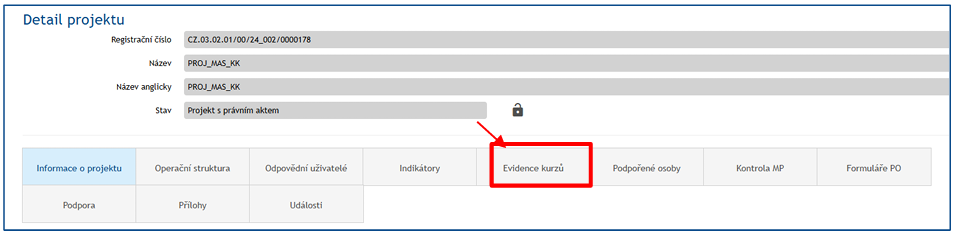 Detail projektu
Registrační číslo CZ.03.02.01/00/24_002/0000178
Název PROJ_MAS_KK
Název anglicky PROJ_MAS_KK
Stav Projekt s právním aktem
Informace o projektu Operační struktura Odpovědní uživatelé Indikátory Evidence kurzů Podpořené osoby Kontrola MP Formuláře PO
Podpora Přílohy Události